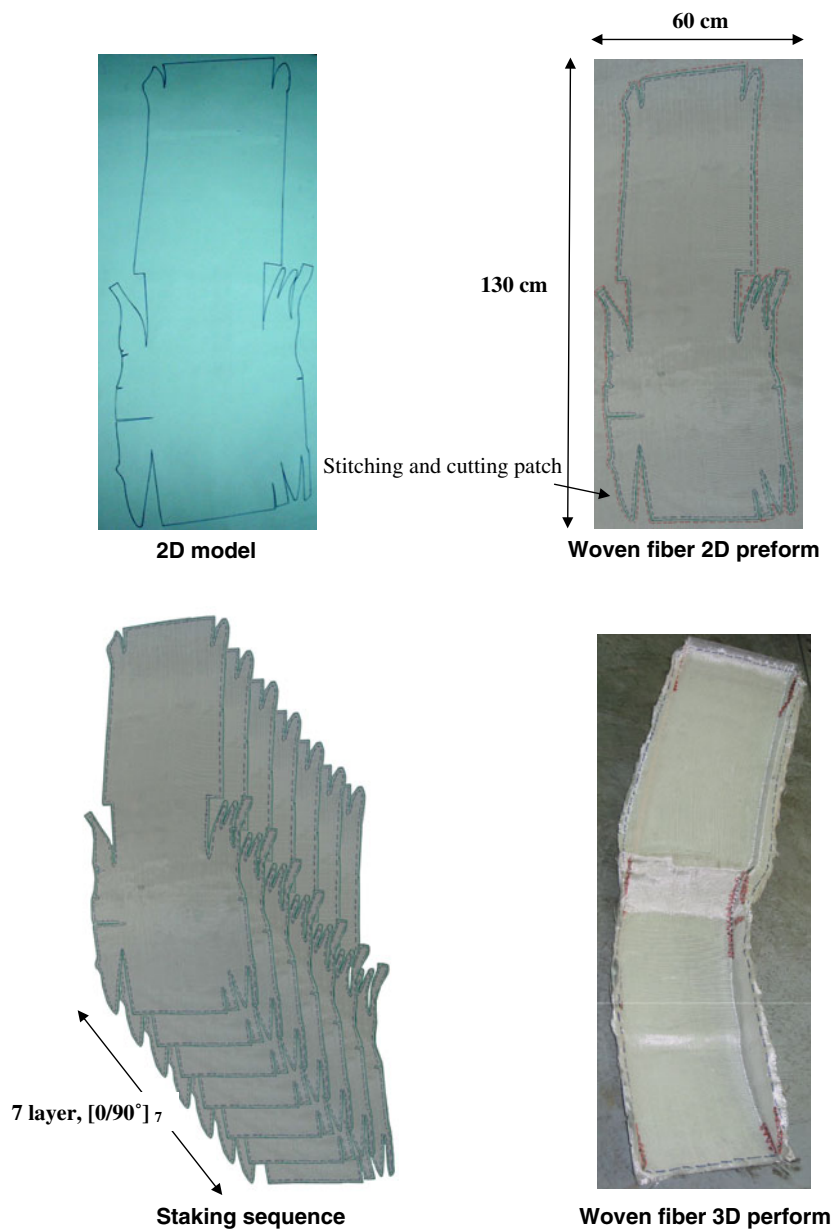 60 cm
130 cm
Stitching and cutting patch
2D model
Woven fiber 2D preform
7 layer, [0/90°] 7
Staking sequence
Woven fiber 3D perform